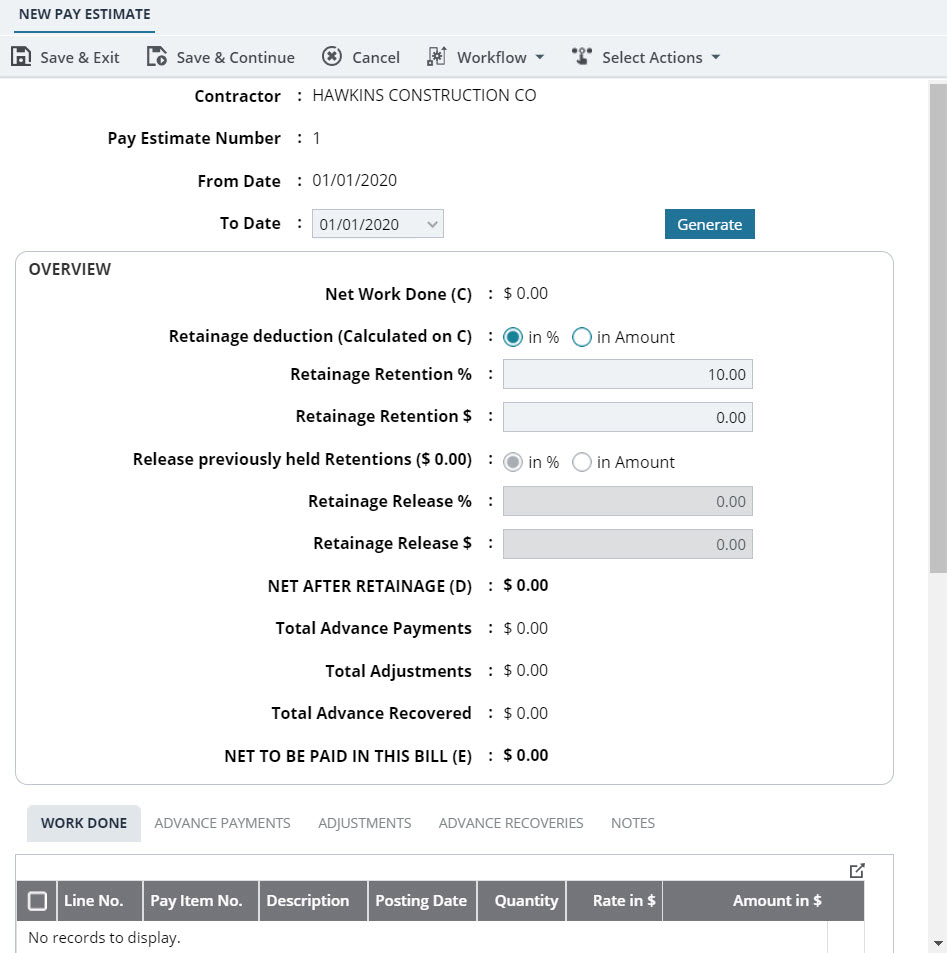 NEW PAY ESTIMATE
Save & Exit Save & Continue Cancel Workflow Select Actions
Contractor : HAWKINS CONSTRUCTION CO
Pay Estimate Number : 1
From Date : 01/01/2020
To Date : 01/01/2020 Generate
OVERVIEW
Net Work Done (C) : $ 0.00
Retainage deduction (Calculated on C) : in % in Amount
Retainage Retention % : 10.00
Retainage Retention $ : 0.00
Release previously held Retentions ($ 0.00) : in % in Amount
Retainage Release % : 0.00
Retainage Release $ : 0.00
NET AFTER RETAINAGE (D) : $ 0.00
Total Advance Payments : $ 0.00
Total Adjustments : $ 0.00
Total Advance Recovered : $ 0.00
NET TO BE PAID IN THIS BILL (E) : $ 0.00
WORK DONE ADVANCE PAYMENTS ADJUSTMENTS ADVANCE RECOVERIES NOTES
Line No. Pay Item No. Description Posting Date Quantity Rate in $ Amount in $
No records to display.